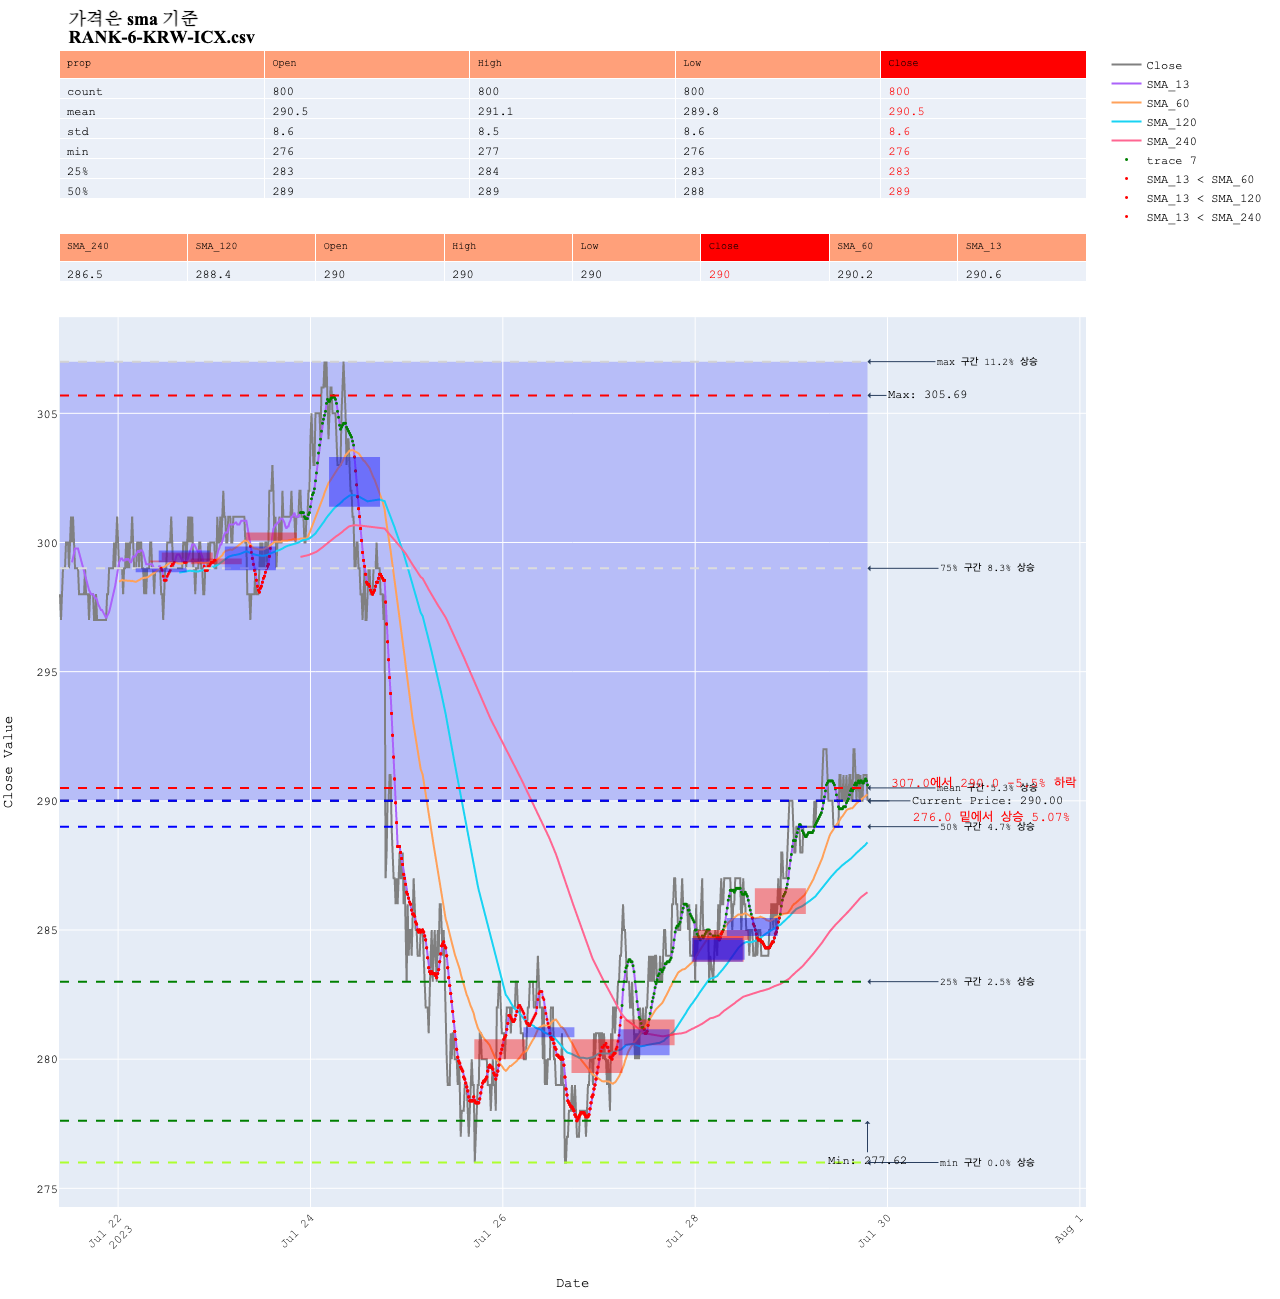 가격은 sma 기준
RANK-6-KRW-ICX.csv
prop Open High Low Close
count 800 800 800 800
mean 290.5 291.1 289.8 290.5
std 8.6 8.5 8.6 8.6
min 276 277 276 276
25% 283 284 283 283
50% 289 289 288 289
SMA_240 SMA_120 Open High Low Close SMA_60 SMA_13
286.5 288.4 290 290 290 290 290.2 290.6
Close
SMA_13
SMA_60
SMA_120
SMA_240
trace 7
SMA_13 < SMA_60
SMA_13 < SMA_120
SMA_13 < SMA_240
max 구간 11.2% 상승
Max: 305.69
75% 구간 8.3% 상승
307.0에서 290.0 -5.5% 하락
mean 구간 5.3% 상승
Current Price: 290.00
276.0 밑에서 상승 5.07%
50% 구간 4.7% 상승
25% 구간 2.5% 상승
Min: 277.62
min 구간 0.0% 상승
305
300
295
290
285
280
275
Close Value
Jul 22
2023
Jul 24
Jul 26
Jul 28
Jul 30
Aug 1
Date